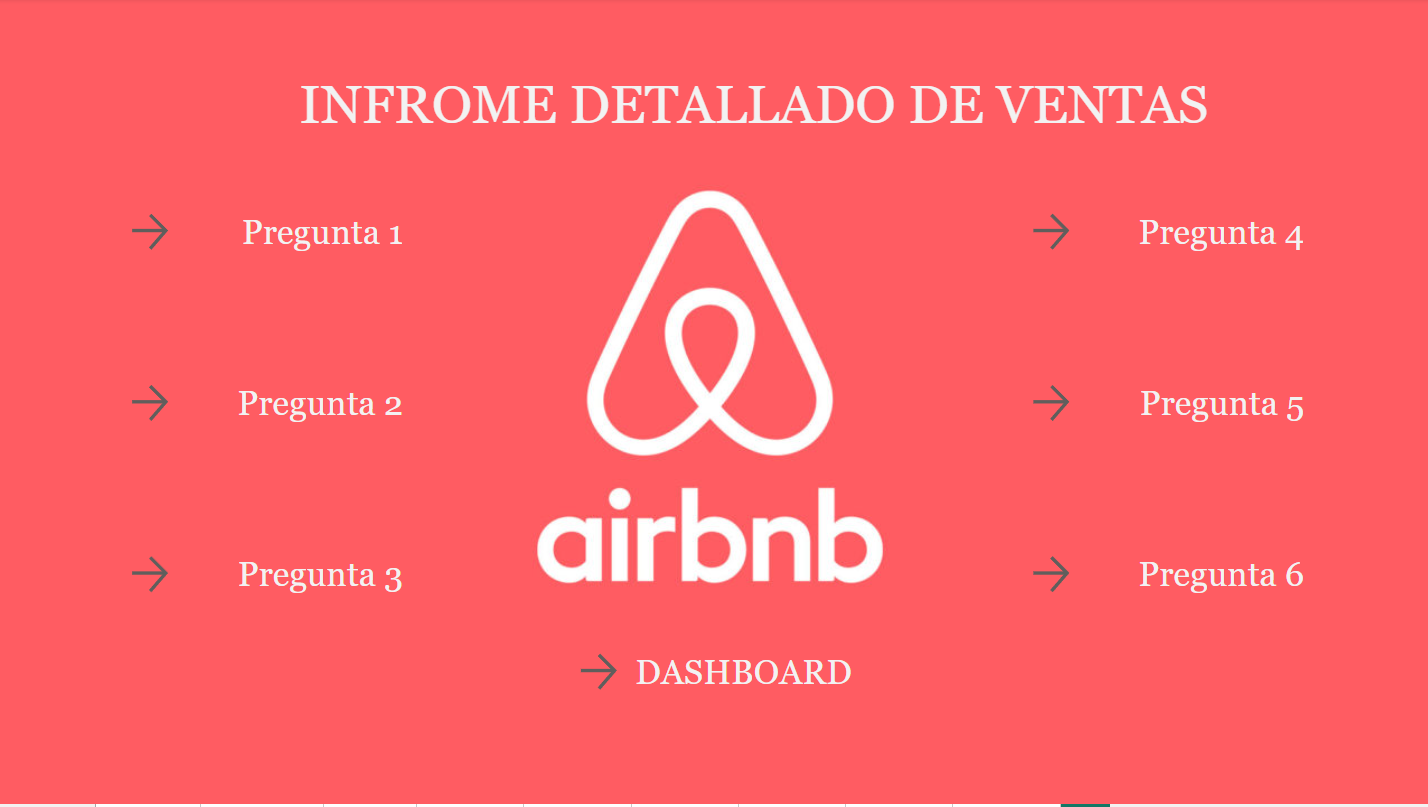 INFROME DETALLADO DE VENTAS
Pregunta 1
Pregunta 4
Pregunta 2
Pregunta 5
airbnb
Pregunta 3
Pregunta 6
DASHBOARD